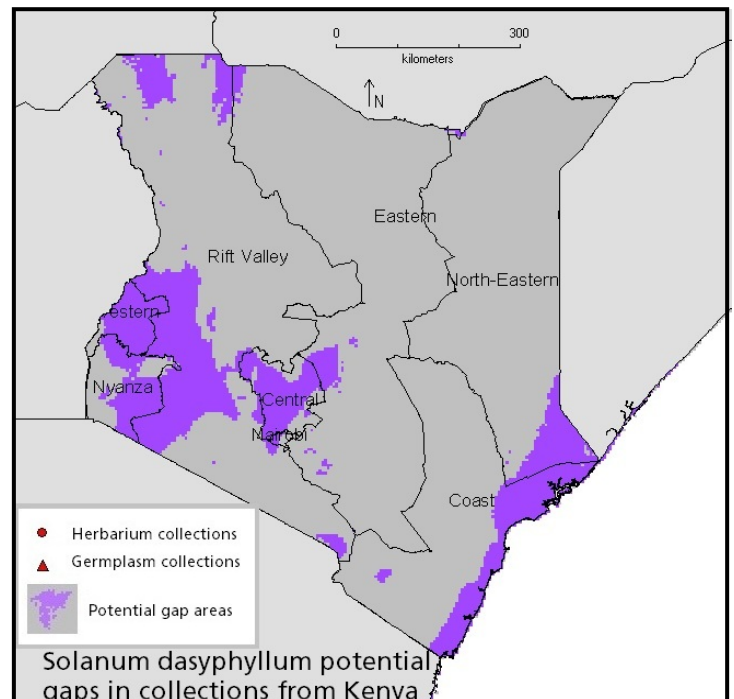 0 300
kilometers
N
Eastern
Rift Valley
North-Eastern
estern
Nyanza
Central
Nairobi
Coast
Herbarium collections
Germplasm collections
Potential gap areas
Solanum dasyphyllum potential
gaps in collections from Kenya